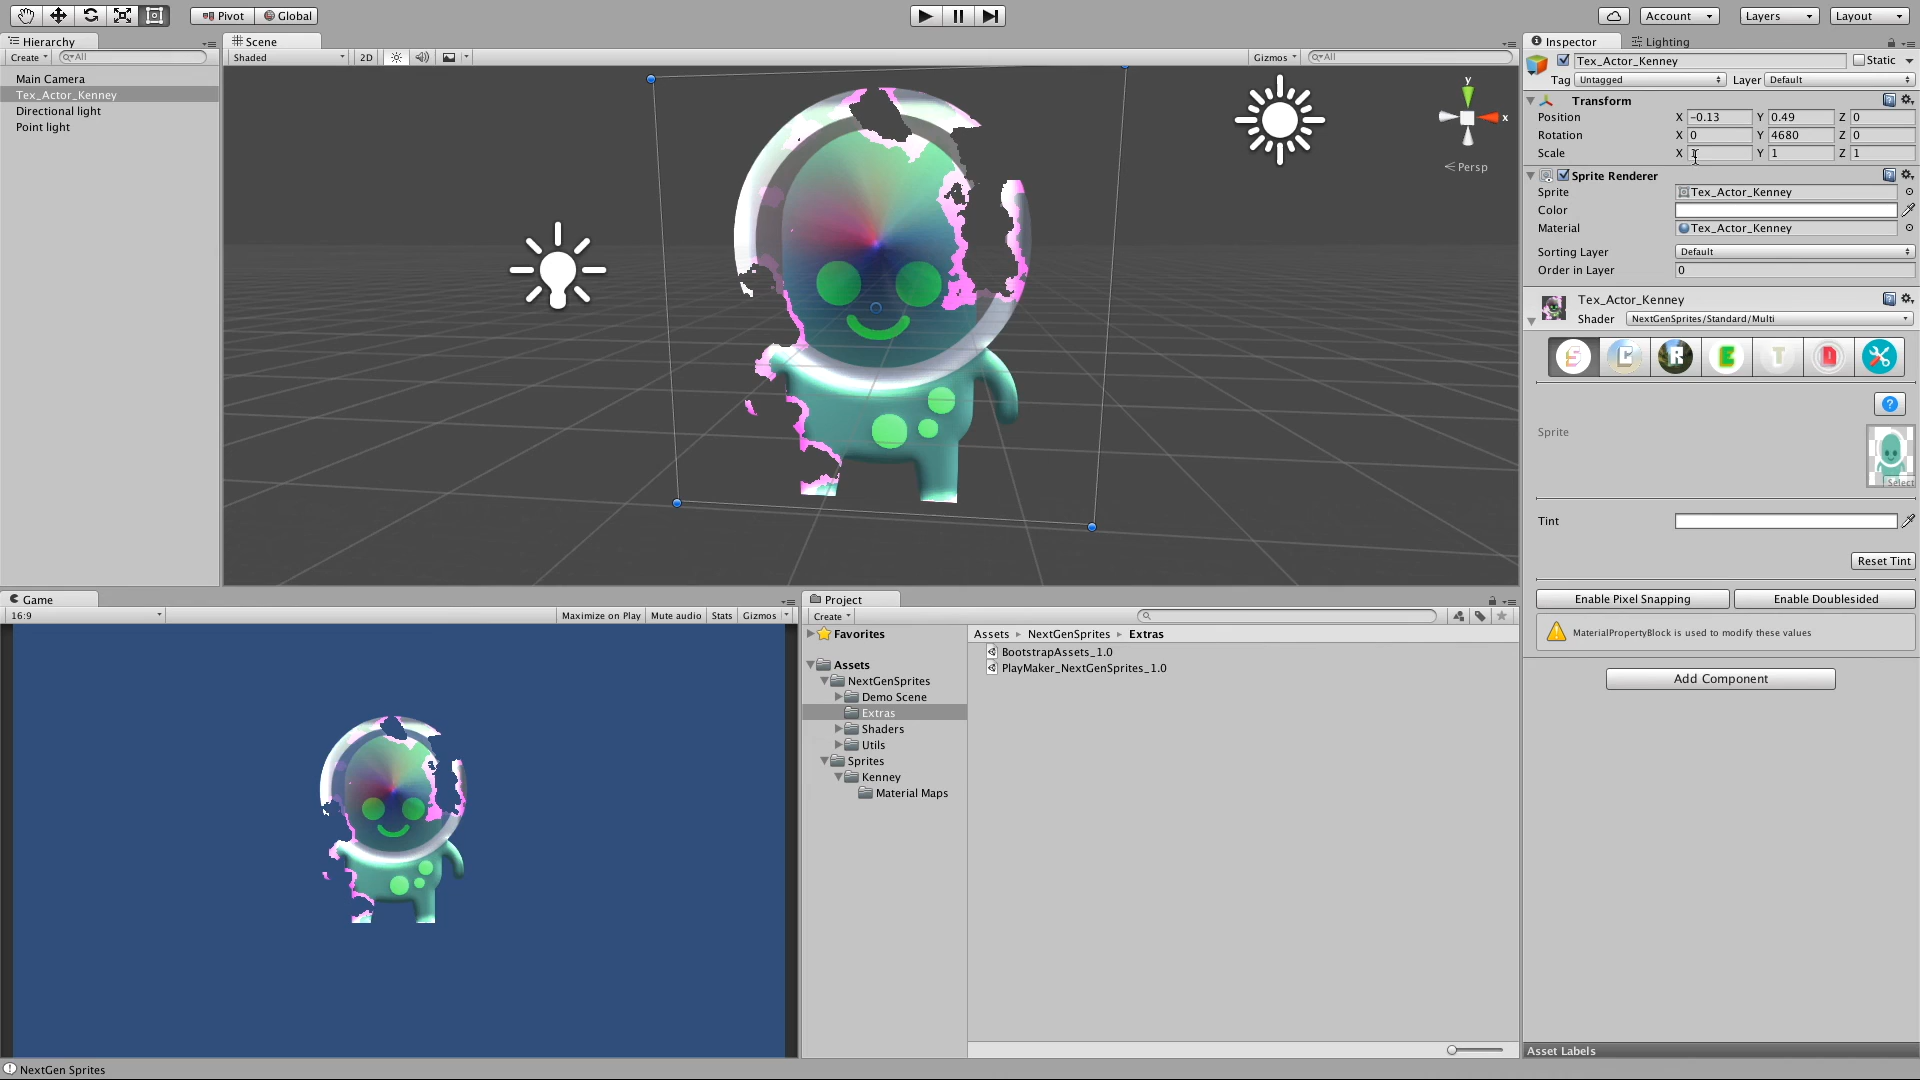 Pivot Global Account Layers Layout
Hierarchy
Create All
Main Camera
Tex_Actor_Kenney
Directional light
Point light
Scene
Shaded 2D Gizmos All
y
x
Persp
Inspector Lighting
Tex_Actor_Kenney Static
Tag Untagged Layer Default
Transform
Position X -0.13 Y 0.49 Z 0
Rotation X 0 Y 4680 Z 0
Scale X Y 1 Z 1
Sprite Renderer
Sprite Tex_Actor_Kenney
Color
Material Tex_Actor_Kenney
Sorting Layer Default
Order in Layer 0
Tex_Actor_Kenney
Shader NextGenSprites/Standard/Multi
S C R E T D
?
Sprite
Select
Tint
Reset Tint
Enable Pixel Snapping Enable Doublesided
MaterialPropertyBlock is used to modify these values
Add Component
Asset Labels
Game
16:9 Maximize on Play Mute audio Stats Gizmos
Project
Create
Favorites
Assets
NextGenSprites
Demo Scene
Extras
Shaders
Utils
Sprites
Kenney
Material Maps
Assets NextGenSprites Extras
BootstrapAssets_1.0
PlayMaker_NextGenSprites_1.0
NextGen Sprites